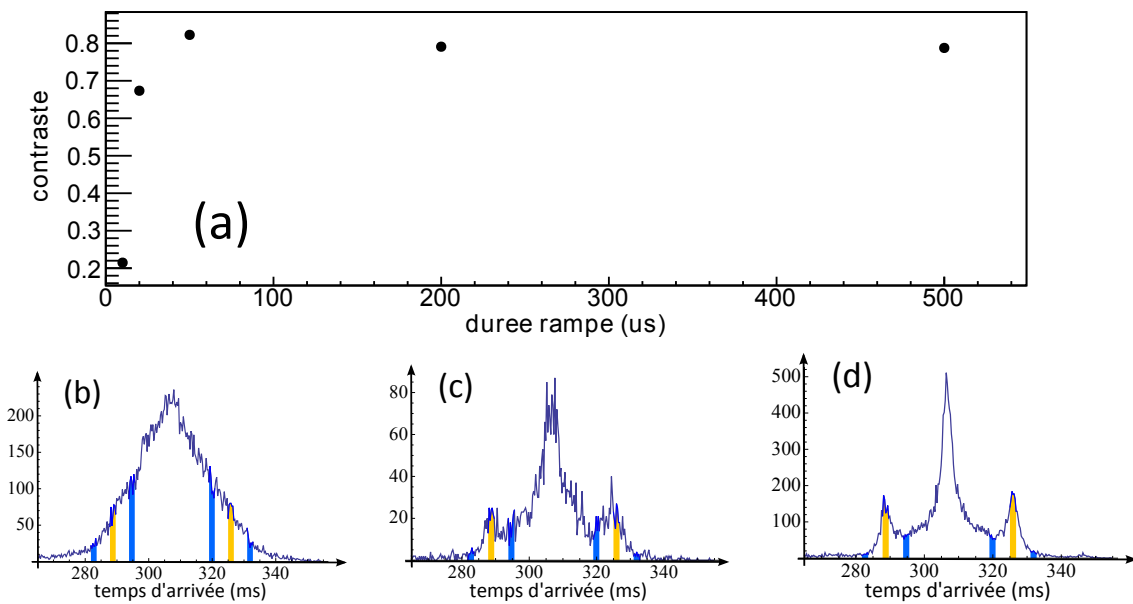 0.8
0.7
0.6
0.5
0.4
0.3
0.2
contraste
(a)
0 100 200 300 400 500
duree rampe (us)
(b)
200
150
100
50
280 300 320 340
temps d'arrivée (ms)
(c)
80
60
40
20
280 300 320 340
temps d'arrivée (ms)
(d)
500
400
300
200
100
280 300 320 340
temps d'arrivée (ms)